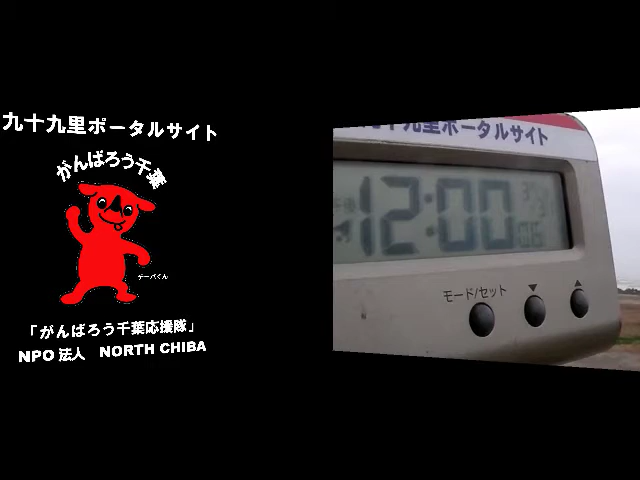 九十九里ポータルサイト
がんばろう千葉
チーバくん
「がんばろう千葉応援隊」
NPO 法人 NORTH CHIBA
九里ポータルサイト
12:00
モード/セット
▼
▲